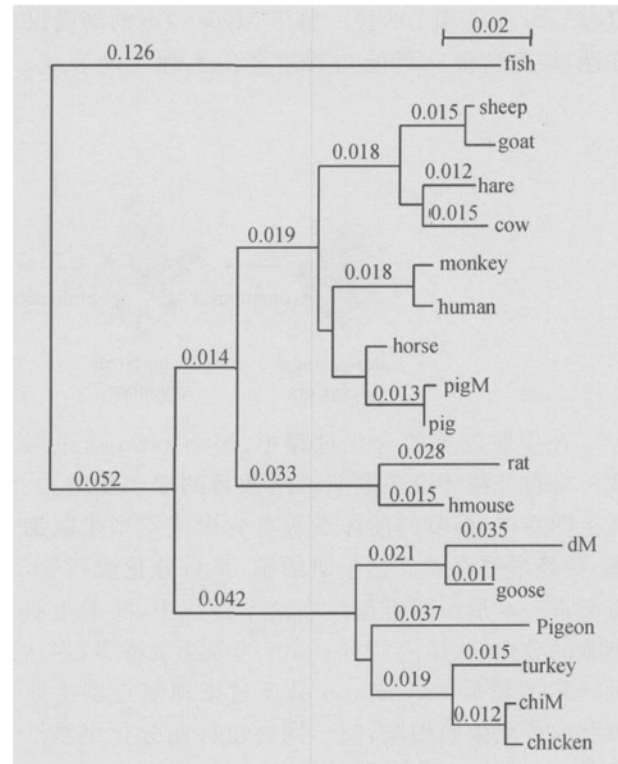 0.02
0.126
fish
0.015
sheep
goat
0.018
0.012
hare
0.015
cow
0.019
0.018
monkey
human
horse
0.014
0.013
pigM
pig
0.052
0.033
0.028
rat
0.015
hmouse
0.035
dM
0.021
0.011
goose
0.042
0.037
Pigeon
0.015
turkey
0.019
chiM
0.012
chicken